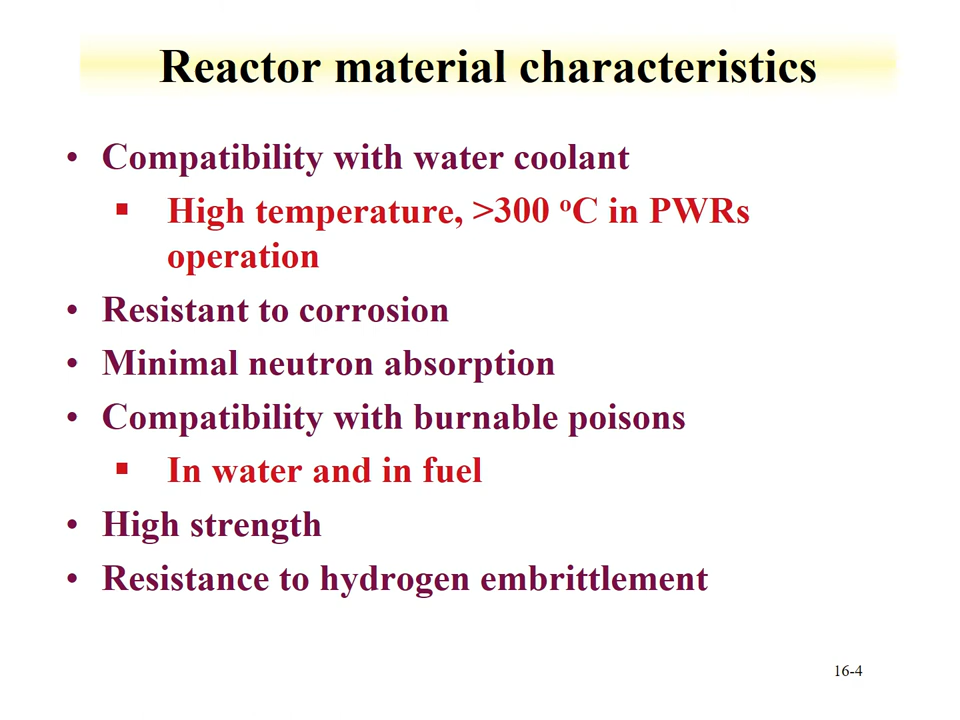 Reactor material characteristics
• Compatibility with water coolant
▪ High temperature, >300 ºC in PWRs
operation
• Resistant to corrosion
• Minimal neutron absorption
• Compatibility with burnable poisons
▪ In water and in fuel
• High strength
• Resistance to hydrogen embrittlement
16-4